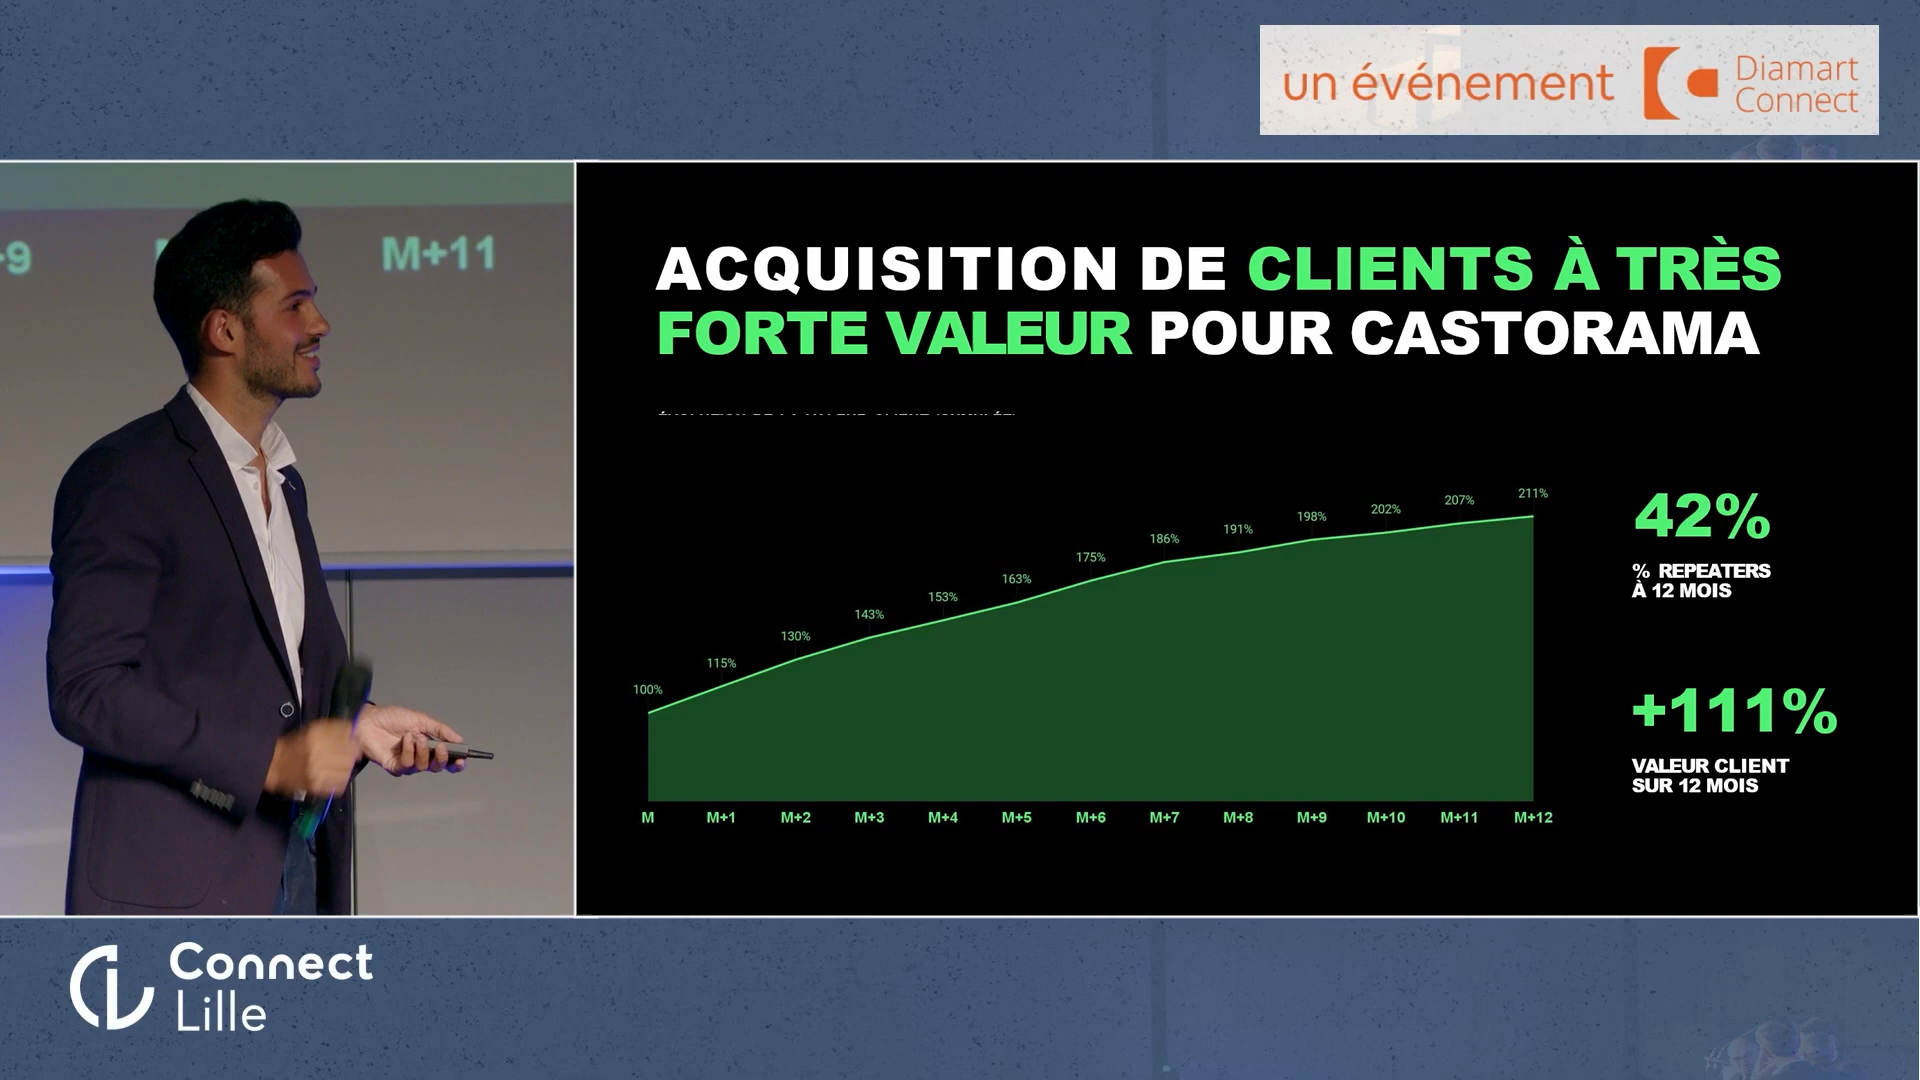 un événement
Diamart
Connect
-9
M+11
ACQUISITION DE CLIENTS À TRÈS
FORTE VALEUR POUR CASTORAMA
100%
115%
130%
143%
153%
163%
175%
186%
191%
198%
202%
207%
211%
M
M+1
M+2
M+3
M+4
M+5
M+6
M+7
M+8
M+9
M+10
M+11
M+12
42%
% REPEATERS
À 12 MOIS
+111%
VALEUR CLIENT
SUR 12 MOIS
Connect
Lille